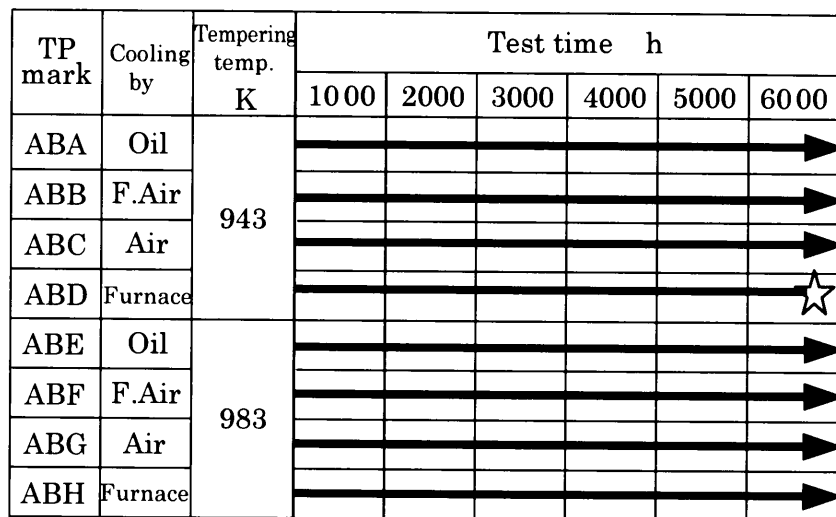 TP mark Cooling by Tempering temp. K Test time h
1000 2000 3000 4000 5000 6000
ABA Oil
ABB F.Air
943
ABC Air
ABD Furnace
ABE Oil
ABF F.Air
983
ABG Air
ABH Furnace